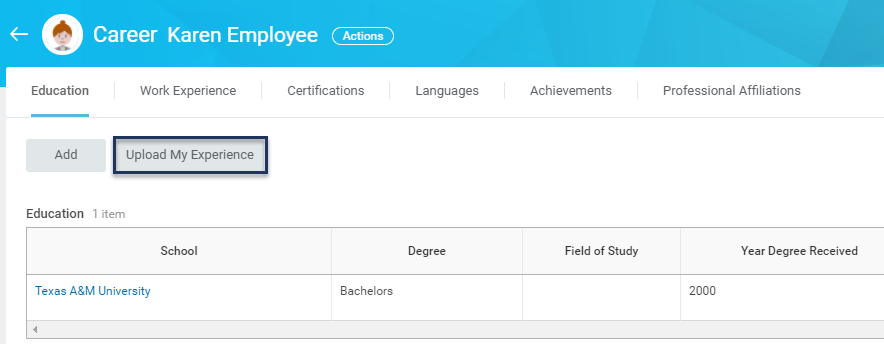 Career Karen Employee Actions
Education Work Experience Certifications Languages Achievements Professional Affiliations
Add Upload My Experience
Education 1 item
School Degree Field of Study Year Degree Received
Texas A&M University Bachelors 2000